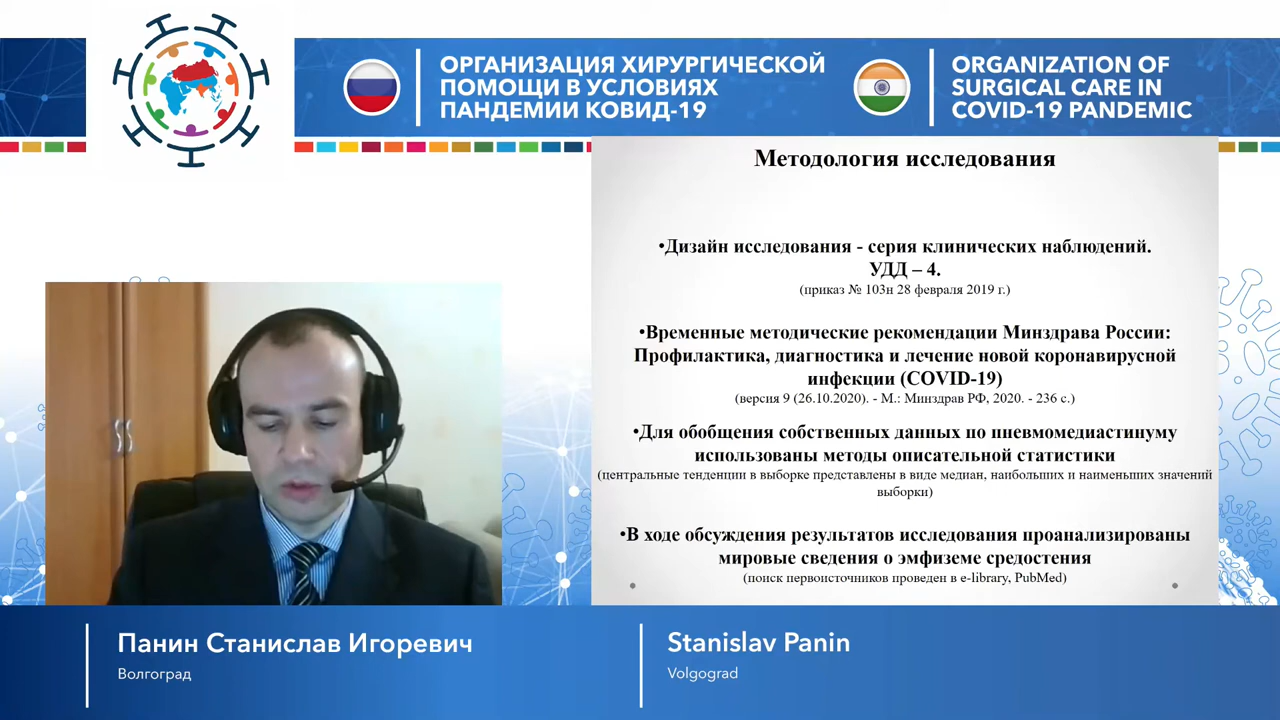 ОРГАНИЗАЦИЯ ХИРУРГИЧЕСКОЙ
ПОМОЩИ В УСЛОВИЯХ
ПАНДЕМИИ КОВИД-19
ORGANIZATION OF
SURGICAL CARE IN
COVID-19 PANDEMIC
Методология исследования
•Дизайн исследования - серия клинических наблюдений.
УДД – 4.
(приказ № 103н 28 февраля 2019 г.)
•Временные методические рекомендации Минздрава России:
Профилактика, диагностика и лечение новой коронавирусной
инфекции (COVID-19)
(версия 9 (26.10.2020). - М.: Минздрав РФ, 2020. - 236 с.)
•Для обобщения собственных данных по пневмомедиастинуму
использованы методы описательной статистики
(центральные тенденции в выборке представлены в виде медиан, наибольших и наименьших значений
выборки)
•В ходе обсуждения результатов исследования проанализированы
мировые сведения о эмфиземе средостения
(поиск первоисточников проведен в e-library, PubMed)
Панин Станислав Игоревич
Волгоград
Stanislav Panin
Volgograd